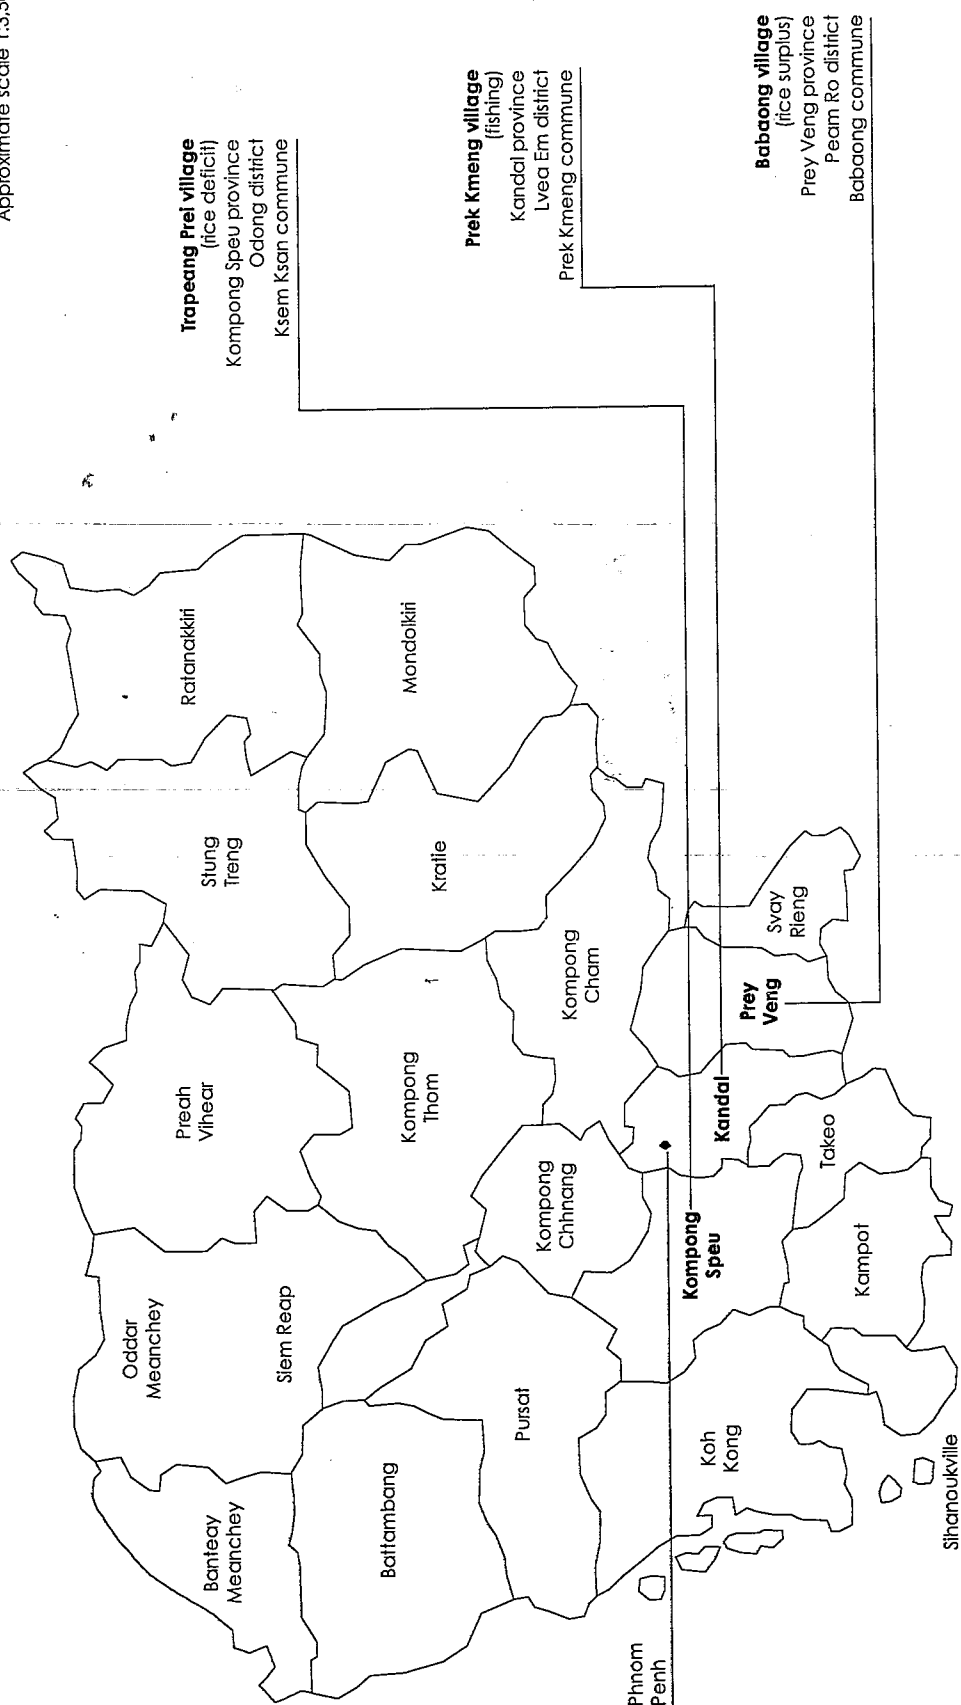 Approximate scale 1:3,5
Trapeang Prei village
(rice deficit)
Kompong Speu province
Odong district
Ksem Ksan commune
Prek Kmeng village
(fishing)
Kandal province
Lvea Em district
Prek Kmeng commune
Babaong village
(rice surplus)
Prey Veng province
Peam Ro district
Babaong commune
Ratanakkiri
Mondolkiri
Stung
Treng
Kratie
Preah
Vihear
Kompong
Thom
Kompong
Cham
Svay
Rieng
Prey
Veng
Oddar
Meanchey
Siem Reap
Kompong
Chhnang
Kandal
Takeo
Kompong
Speu
Kampot
Banteay
Meanchey
Battambang
Pursat
Koh
Kong
Phnom
Penh
Sihanoukville